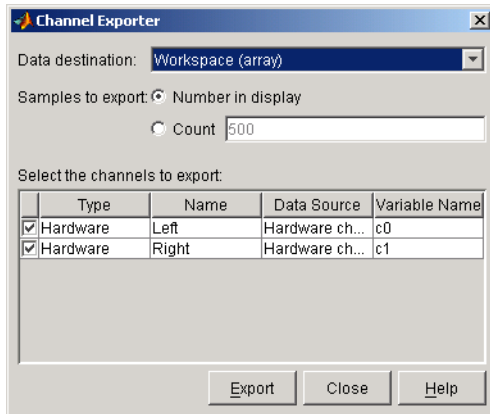 Channel Exporter
Data destination: Workspace (array)
Samples to export: Number in display
Count 500
Select the channels to export:
Type Name Data Source Variable Name
Hardware Left Hardware ch... c0
Hardware Right Hardware ch... c1
Export Close Help